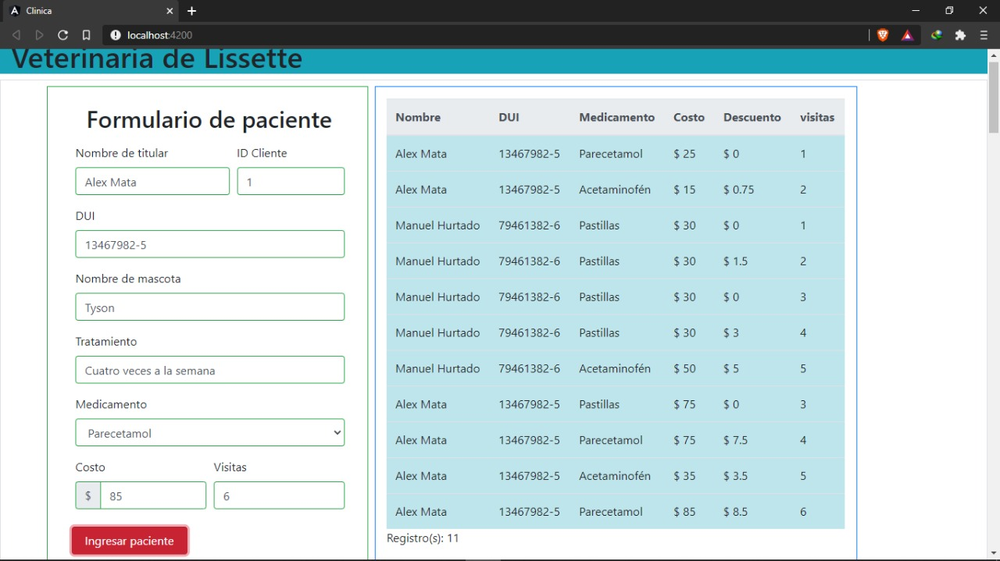 Clinica
localhost:4200
Veterinaria de Lissette
Formulario de paciente
Nombre de titular ID Cliente
Alex Mata 1
DUI
13467982-5
Nombre de mascota
Tyson
Tratamiento
Cuatro veces a la semana
Medicamento
Parecetamol
Costo Visitas
$ 85 6
Ingresar paciente
Nombre DUI Medicamento Costo Descuento visitas
Alex Mata 13467982-5 Parecetamol $ 25 $ 0 1
Alex Mata 13467982-5 Acetaminofén $ 15 $ 0.75 2
Manuel Hurtado 79461382-6 Pastillas $ 30 $ 0 1
Manuel Hurtado 79461382-6 Pastillas $ 30 $ 1.5 2
Manuel Hurtado 79461382-6 Pastillas $ 30 $ 0 3
Manuel Hurtado 79461382-6 Pastillas $ 30 $ 3 4
Manuel Hurtado 79461382-6 Acetaminofén $ 50 $ 5 5
Alex Mata 13467982-5 Pastillas $ 75 $ 0 3
Alex Mata 13467982-5 Parecetamol $ 75 $ 7.5 4
Alex Mata 13467982-5 Acetaminofén $ 35 $ 3.5 5
Alex Mata 13467982-5 Parecetamol $ 85 $ 8.5 6
Registro(s): 11